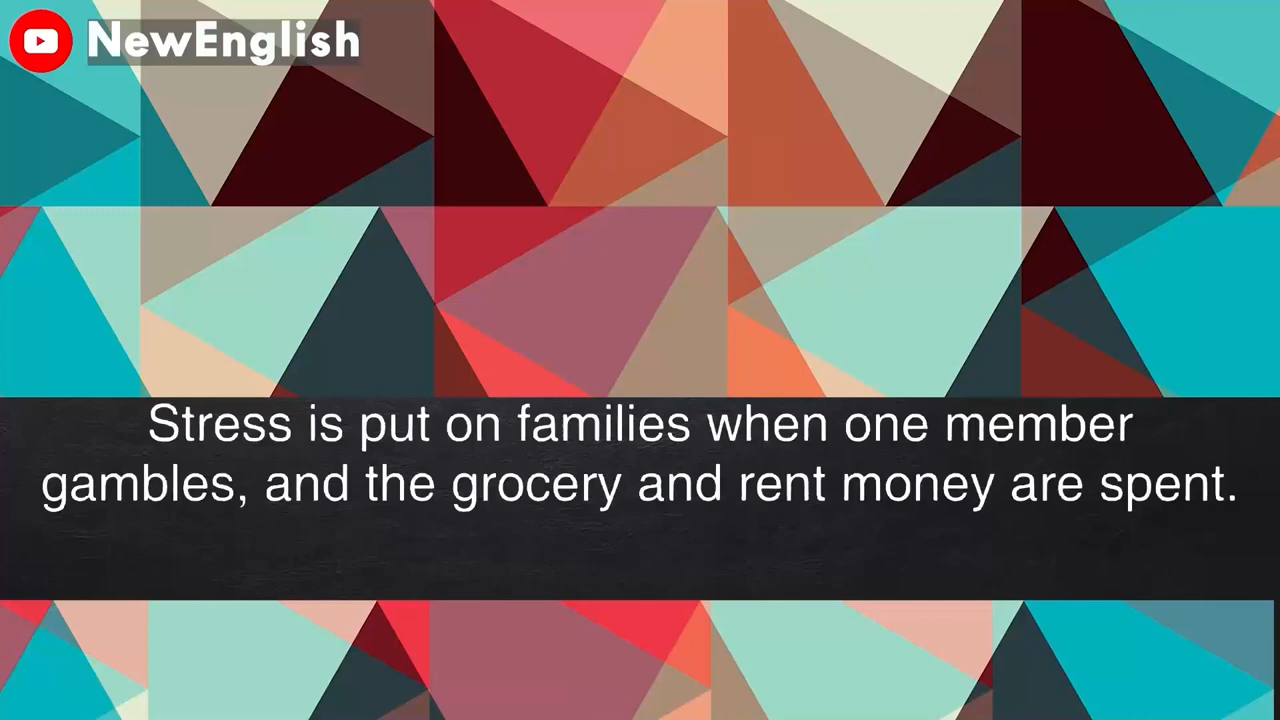 NewEnglish
Stress is put on families when one member
gambles, and the grocery and rent money are spent.